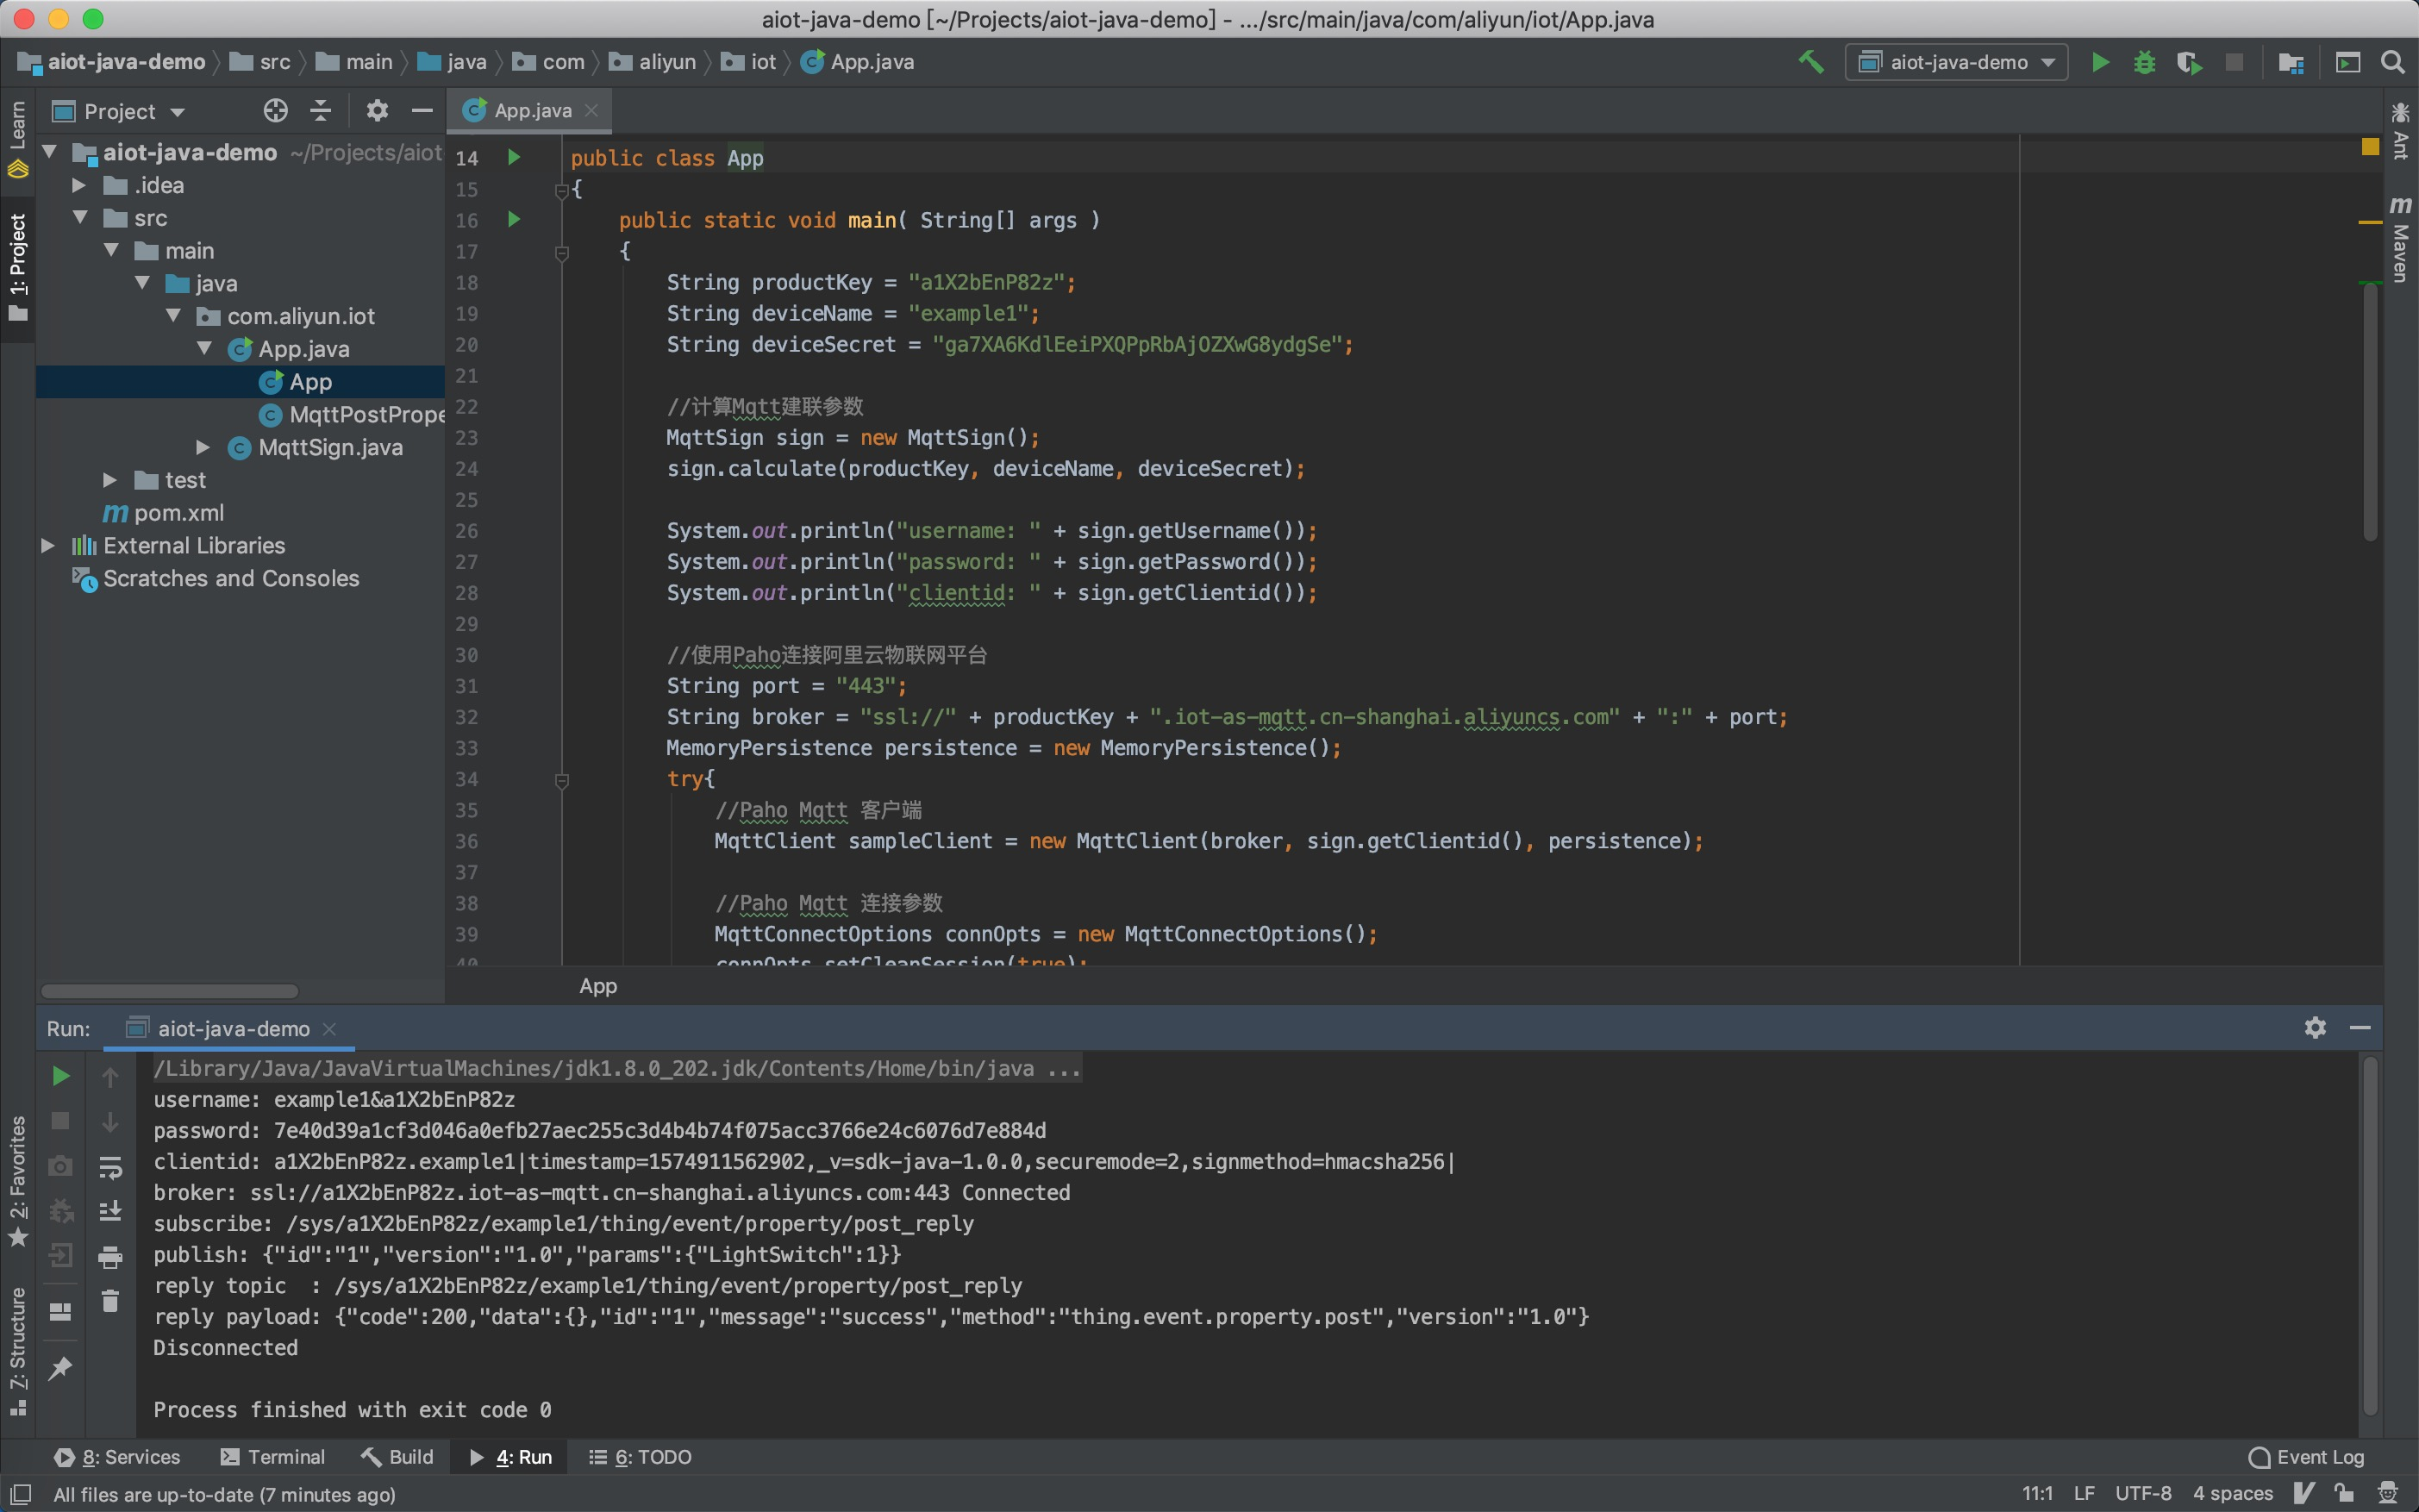 aiot-java-demo [~/Projects/aiot-java-demo] - .../src/main/java/com/aliyun/iot/App.java
aiot-java-demo src main java com aliyun iot App.java
aiot-java-demo
Learn
1: Project
Project
aiot-java-demo ~/Projects/aiot
.idea
src
main
java
com.aliyun.iot
App.java
App
MqttPostPrope
MqttSign.java
test
pom.xml
External Libraries
Scratches and Consoles
App.java
14 public class App
15 {
16 public static void main( String[] args )
17 {
18 String productKey = "a1X2bEnP82z";
19 String deviceName = "example1";
20 String deviceSecret = "ga7XA6KdlEeiPXQPpRbAjOZXwG8ydgSe";
21
22 //计算Mqtt建联参数
23 MqttSign sign = new MqttSign();
24 sign.calculate(productKey, deviceName, deviceSecret);
25
26 System.out.println("username: " + sign.getUsername());
27 System.out.println("password: " + sign.getPassword());
28 System.out.println("clientid: " + sign.getClientid());
29
30 //使用Paho连接阿里云物联网平台
31 String port = "443";
32 String broker = "ssl://" + productKey + ".iot-as-mqtt.cn-shanghai.aliyuncs.com" + ":" + port;
33 MemoryPersistence persistence = new MemoryPersistence();
34 try{
35 //Paho Mqtt 客户端
36 MqttClient sampleClient = new MqttClient(broker, sign.getClientid(), persistence);
37
38 //Paho Mqtt 连接参数
39 MqttConnectOptions connOpts = new MqttConnectOptions();
40 connOpts.setCleanSession(true);
App
Ant
Maven
Run: aiot-java-demo
/Library/Java/JavaVirtualMachines/jdk1.8.0_202.jdk/Contents/Home/bin/java ...
username: example1&a1X2bEnP82z
password: 7e40d39a1cf3d046a0efb27aec255c3d4b4b74f075acc3766e24c6076d7e884d
clientid: a1X2bEnP82z.example1|timestamp=1574911562902,_v=sdk-java-1.0.0,securemode=2,signmethod=hmacsha256|
broker: ssl://a1X2bEnP82z.iot-as-mqtt.cn-shanghai.aliyuncs.com:443 Connected
subscribe: /sys/a1X2bEnP82z/example1/thing/event/property/post_reply
publish: {"id":"1","version":"1.0","params":{"LightSwitch":1}}
reply topic  : /sys/a1X2bEnP82z/example1/thing/event/property/post_reply
reply payload: {"code":200,"data":{},"id":"1","message":"success","method":"thing.event.property.post","version":"1.0"}
Disconnected
Process finished with exit code 0
2: Favorites
7: Structure
8: Services Terminal Build 4: Run 6: TODO Event Log
All files are up-to-date (7 minutes ago) 11:1 LF UTF-8 4 spaces